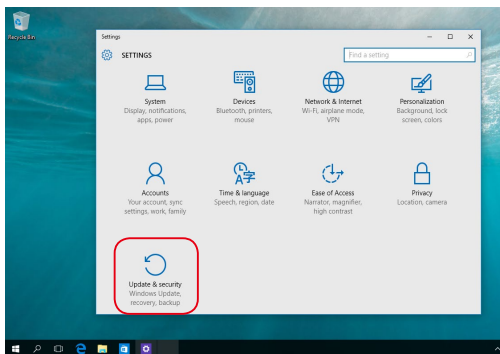 Recycle Bin
Settings
SETTINGS
Find a setting
System
Display, notifications,
apps, power
Devices
Bluetooth, printers,
mouse
Network & Internet
Wi-Fi, airplane mode,
VPN
Personalization
Background, lock
screen, colors
Accounts
Your account, sync
settings, work, family
Time & language
Speech, region, date
Ease of Access
Narrator, magnifier,
high contrast
Privacy
Location, camera
Update & security
Windows Update,
recovery, backup